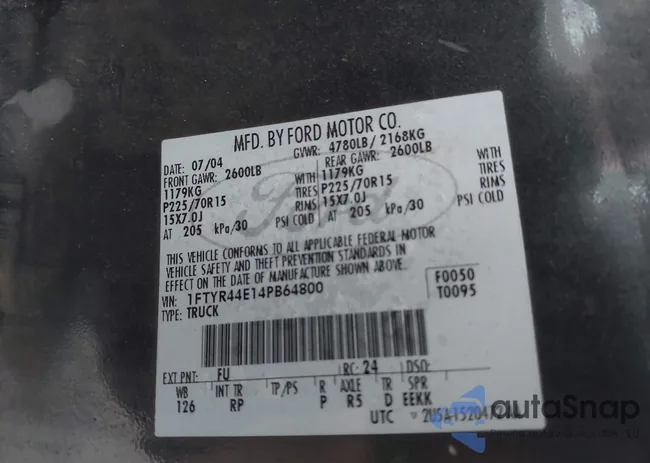 MFD. BY FORD MOTOR CO.
DATE: 07/04 GVWR: 4780LB/ 2168KG
FRONT GAWR: 2600LB REAR GAWR: 2600LB
1179KG WITH 1179KG WITH
P225/70R15 TIRES P225/70R15 TIRES
15X7.0J RIMS 15X7.0J RIMS
AT 205 kPa/30 PSI COLD AT 205 kPa/30 PSI COLD
Ford
THIS VEHICLE CONFORMS TO ALL APPLICABLE FEDERAL MOTOR
VEHICLE SAFETY AND THEFT PREVENTION STANDARDS IN
EFFECT ON THE DATE OF MANUFACTURE SHOWN ABOVE.
VIN: 1FTYR44E14PB64800 F0050
TYPE: TRUCK T0095
EXT PNT: FU RC: 24 DSO:
WB INT TR TP/PS R AXLE TR SPR
126 RP P R5 D EEKK
UTC
autoSnap